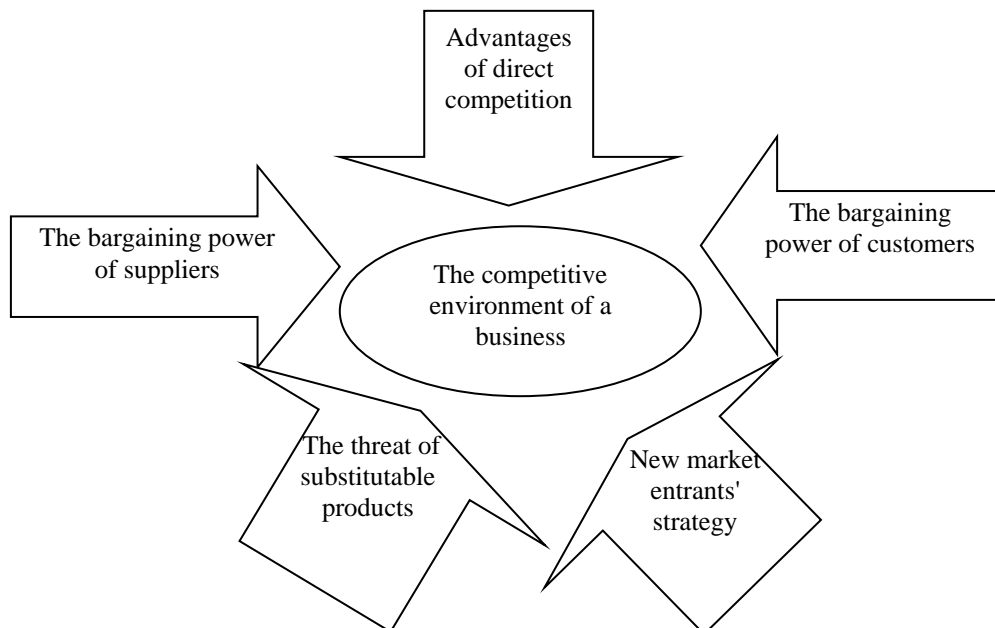 Advantages
of direct
competition
The bargaining power
of suppliers
The bargaining
power of customers
The competitive
environment of a
business
The threat of
substitutable
products
New market
entrants'
strategy